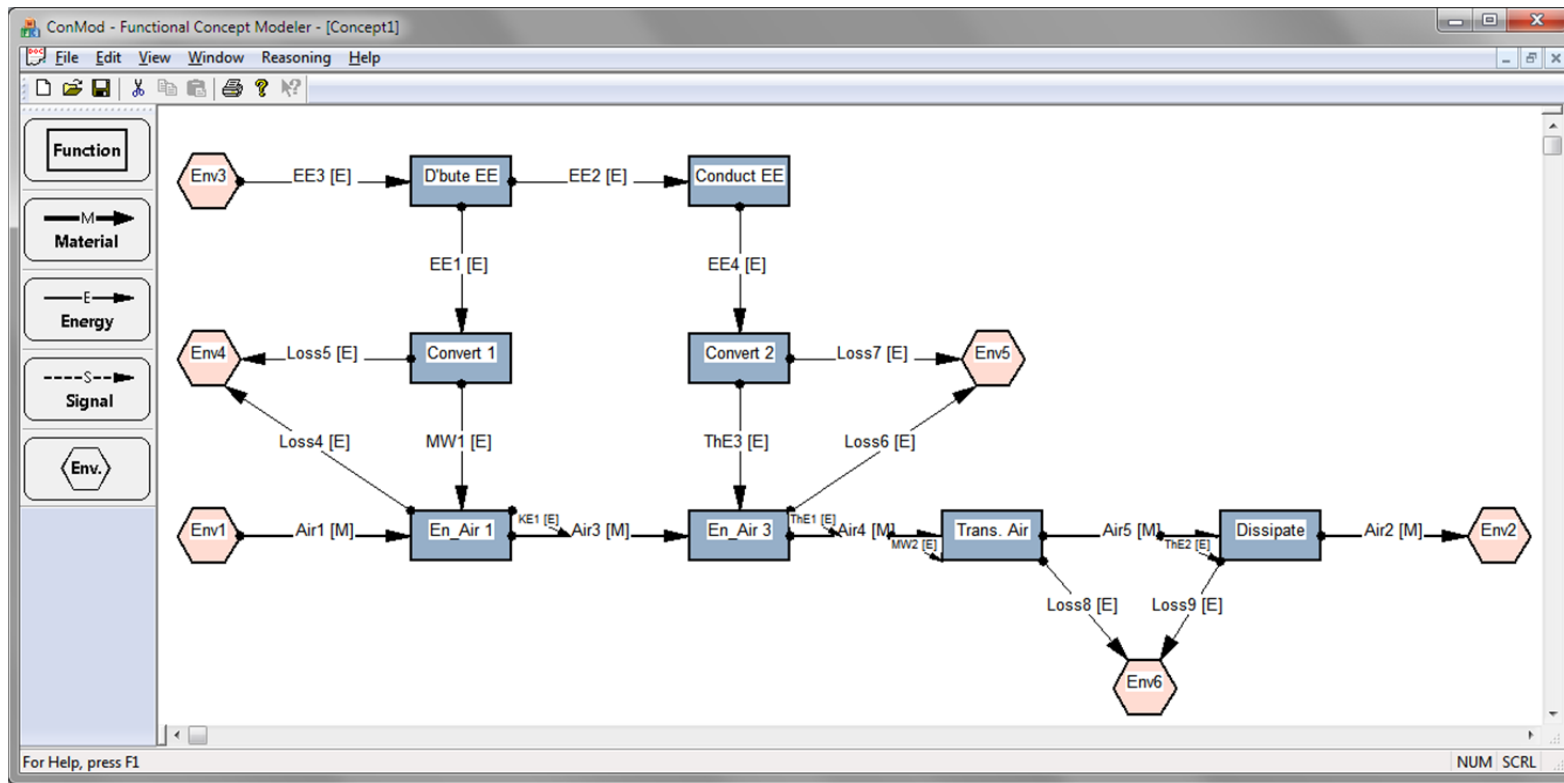 ConMod - Functional Concept Modeler - [Concept1]
DOC File Edit View Window Reasoning Help
Function
M
Material
E
Energy
S
Signal
Env.
Env3 EE3 [E] D'bute EE EE2 [E] Conduct EE
EE1 [E] EE4 [E]
Env4 Loss5 [E] Convert 1 Convert 2 Loss7 [E] Env5
Loss4 [E] MW1 [E] ThE3 [E] Loss6 [E]
KE1 [E] ThE1 [E]
Env1 Air1 [M] En_Air 1 Air3 [M] En_Air 3 Air4 [M] Trans. Air Air5 [M] Dissipate Air2 [M] Env2
MW2 [E] ThE2 [E]
Loss8 [E] Loss9 [E]
Env6
For Help, press F1 NUM SCRL